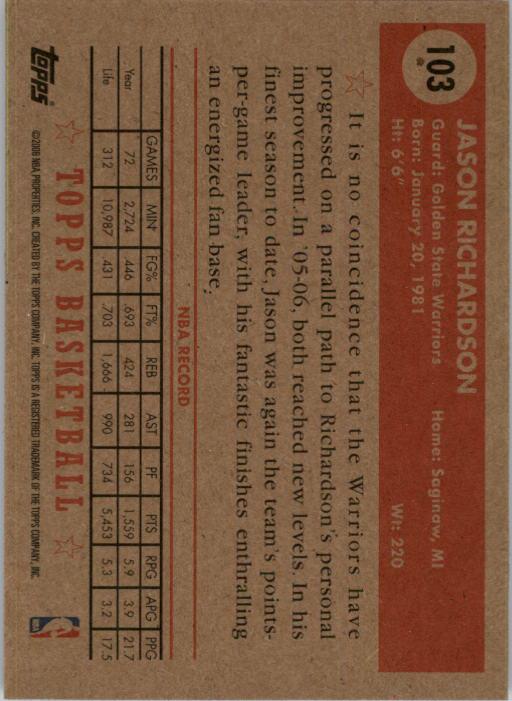 103
JASON RICHARDSON
Guard: Golden State Warriors Home: Saginaw, MI
Born: January 20, 1981
Ht: 6'6" Wt: 220
It is no coincidence that the Warriors have
progressed on a parallel path to Richardson's personal
improvement. In '05-06, both reached new levels. In his
finest season to date, Jason was again the team's points-
per-game leader, with his fantastic finishes enthralling
an energized fan base.
NBA RECORD
GAMES MIN FG% FT% REB AST PF PTS RPG APG PPG
Year 72 2,724 .446 .693 424 281 156 1,559 5.9 3.9 21.7
Life 312 10,987 .431 .703 1,666 990 734 5,453 5.3 3.2 17.5
TOPPS BASKETBALL
topps
©2006 NBA PROPERTIES, INC. CREATED BY THE TOPPS COMPANY, INC. TOPPS IS A REGISTERED TRADEMARK OF THE TOPPS COMPANY, INC.